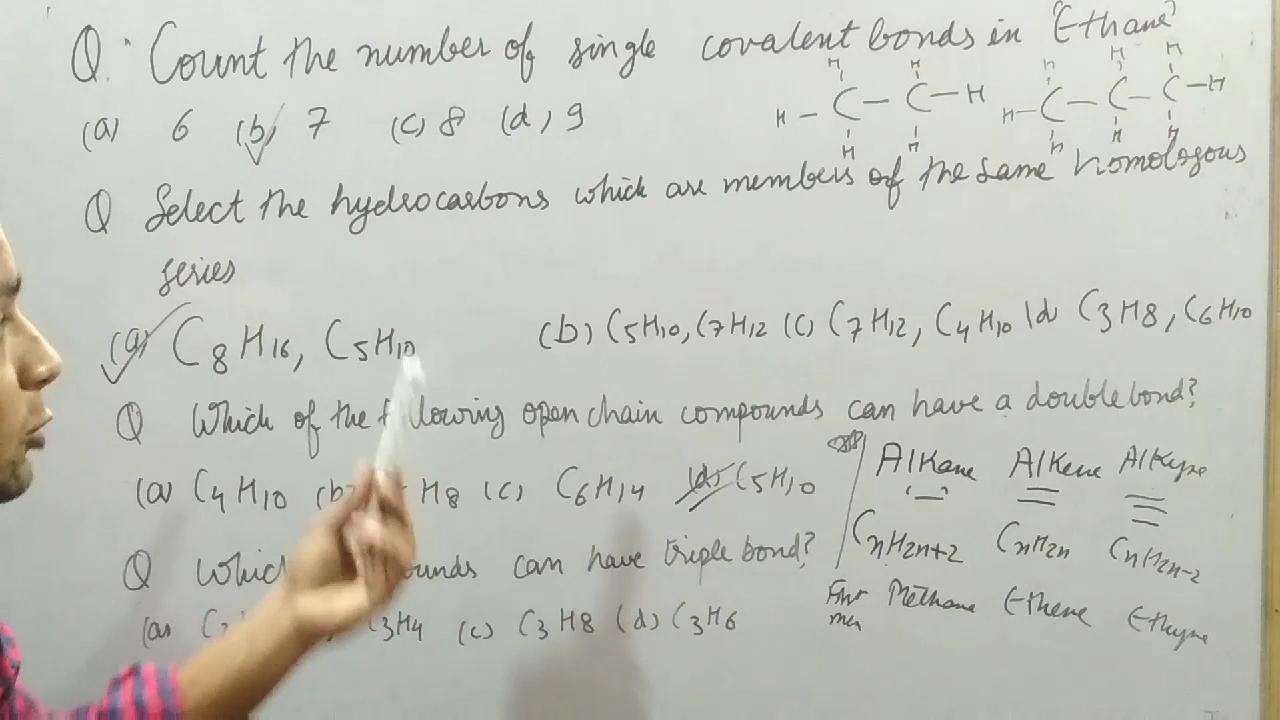 Q. Count the number of single covalent bonds in "Ethane"
H H H H H
H – C – C – H H – C – C – C – H
H H H H H
(a) 6 (b) 7 (c) 8 (d) 9
Q Select the hydrocarbons which are members of the same homologous
series
(a) C8H16, C5H10 (b) C5H10, C7H12 (c) C7H12, C4H10 (d) C3H8, C6H10
Q Which of the following open chain compounds can have a double bond?
(a) C4H10 (b) H8 (c) C6H14 (d) C5H10
Q Which ounds can have triple bond?
(a) C3H4 (c) C3H8 (d) C3H6
Alkane Alkene Alkyne
CnH2n+2 CnH2n CnH2n-2
Methane Ethene Ethyne